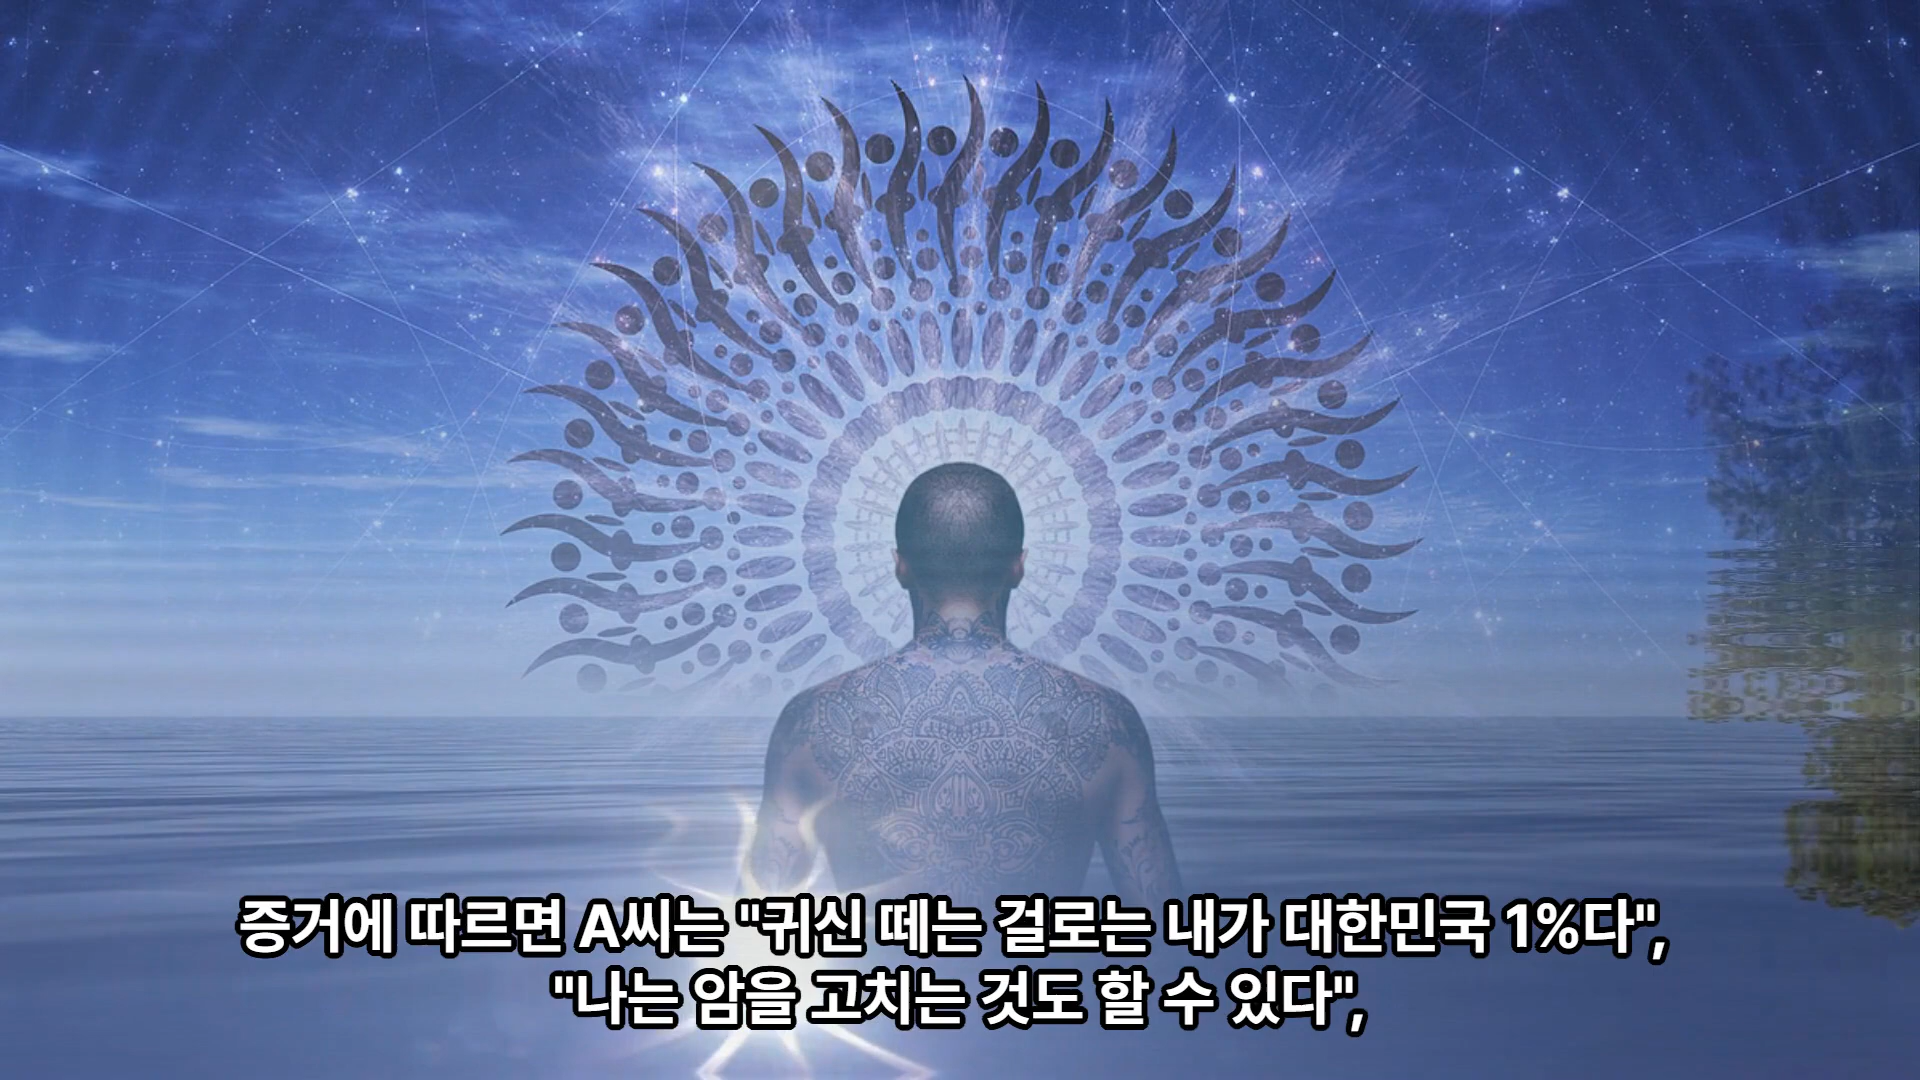 증거에 따르면 A씨는 "귀신 떼는 걸로는 내가 대한민국 1%다",
"나는 암을 고치는 것도 할 수 있다",